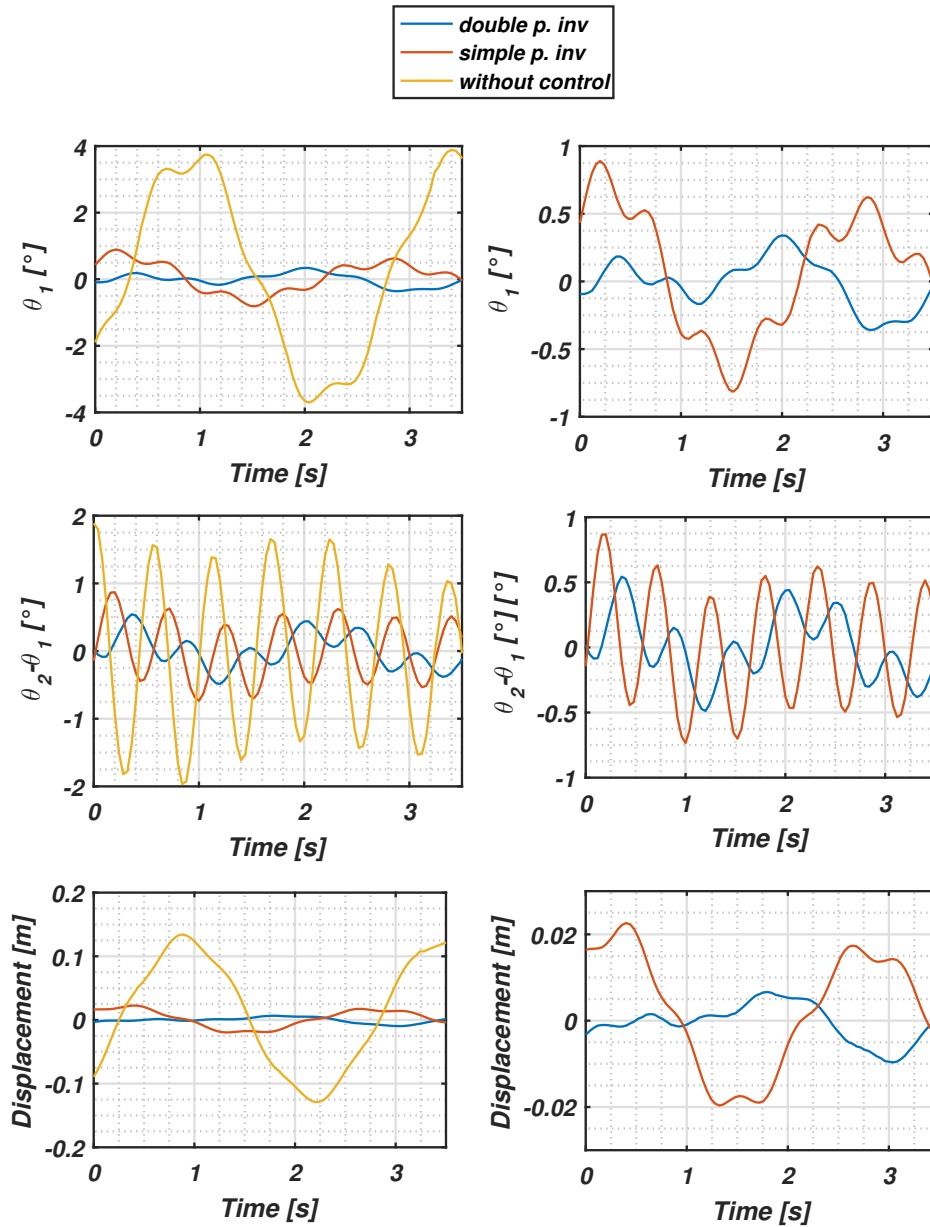 double p. inv
simple p. inv
without control
θ1 [°]
4
2
0
-2
-4
0 1 2 3
Time [s]
θ1 [°]
1
0.5
0
-0.5
-1
0 1 2 3
Time [s]
θ2-θ1 [°]
2
1
0
-1
-2
0 1 2 3
Time [s]
θ2-θ1 [°] [°]
1
0.5
0
-0.5
-1
0 1 2 3
Time [s]
Displacement [m]
0.2
0.1
0
-0.1
-0.2
0 1 2 3
Time [s]
Displacement [m]
0.02
0
-0.02
0 1 2 3
Time [s]